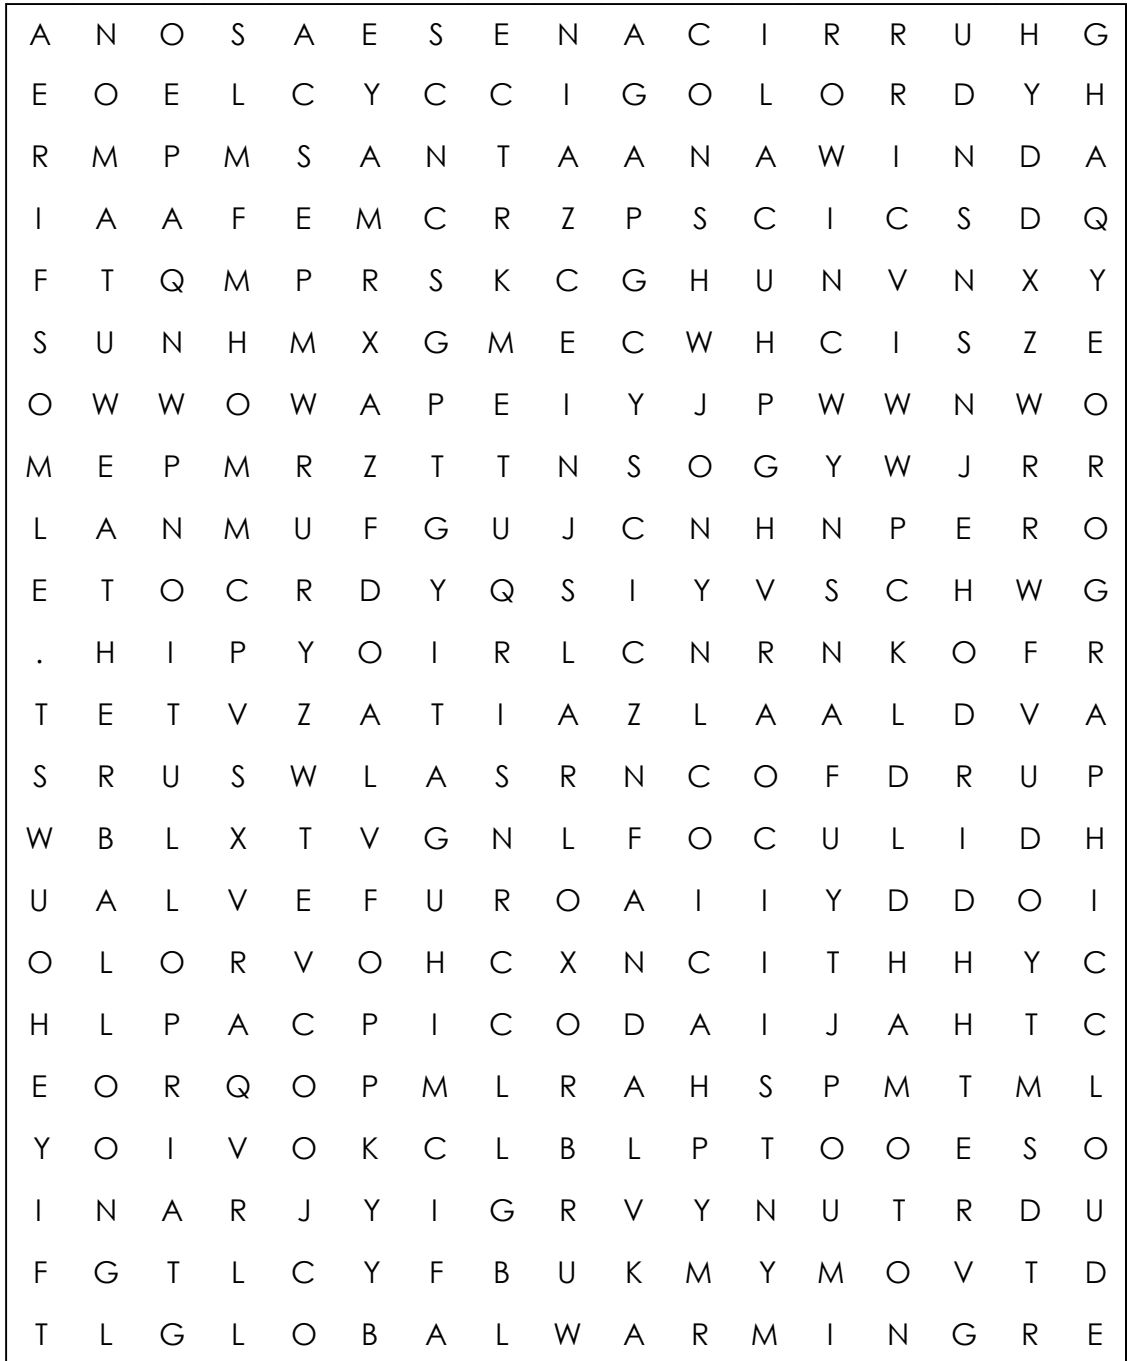 A N O S A E S E N A C I R R U H G
E O E L C Y C C I G O L O R D Y H
R M P M S A N T A A N A W I N D A
I A A F E M C R Z P S C I C S D Q
F T Q M P R S K C G H U N V N X Y
S U N H M X G M E C W H C I S Z E
O W W O W A P E I Y J P W W N W O
M E P M R Z T T N S O G Y W J R R
L A N M U F G U J C N H N P E R O
E T O C R D Y Q S I Y V S C H W G
. H I P Y O I R L C N R N K O F R
T E T V Z A T I A Z L A A L D V A
S R U S W L A S R N C O F D R U P
W B L X T V G N L F O C U L I D H
U A L V E F U R O A I I Y D D O I
O L O R V O H C X N C I T H H Y C
H L P A C P I C O D A I J A H T C
E O R Q O P M L R A H S P M T M L
Y O I V O K C L B L P T O O E S O
I N A R J Y I G R V Y N U T R D U
F G T L C Y F B U K M Y M O V T D
T L G L O B A L W A R M I N G R E